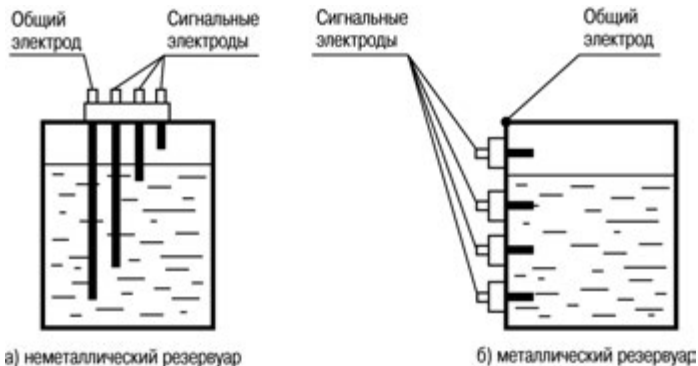 Общий
электрод
Сигнальные
электроды
Сигнальные
электроды
Общий
электрод
а) неметаллический резервуар
б) металлический резервуар